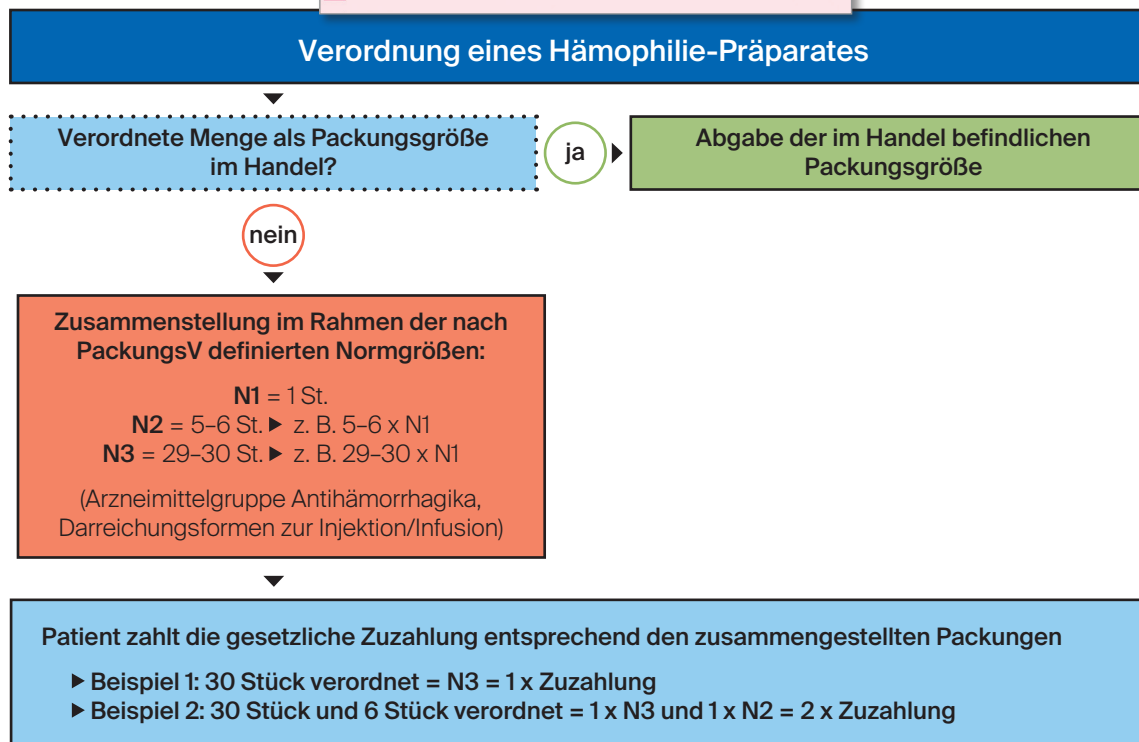 Verordnung eines Hämophilie-Präparates
Verordnete Menge als Packungsgröße
im Handel?
ja
Abgabe der im Handel befindlichen
Packungsgröße
nein
Zusammenstellung im Rahmen der nach
PackungsV definierten Normgrößen:
N1 = 1 St.
N2 = 5–6 St. ▶ z. B. 5–6 x N1
N3 = 29–30 St. ▶ z. B. 29–30 x N1
(Arzneimittelgruppe Antihämorrhagika,
Darreichungsformen zur Injektion/Infusion)
Patient zahlt die gesetzliche Zuzahlung entsprechend den zusammengestellten Packungen
▶ Beispiel 1: 30 Stück verordnet = N3 = 1 x Zuzahlung
▶ Beispiel 2: 30 Stück und 6 Stück verordnet = 1 x N3 und 1 x N2 = 2 x Zuzahlung